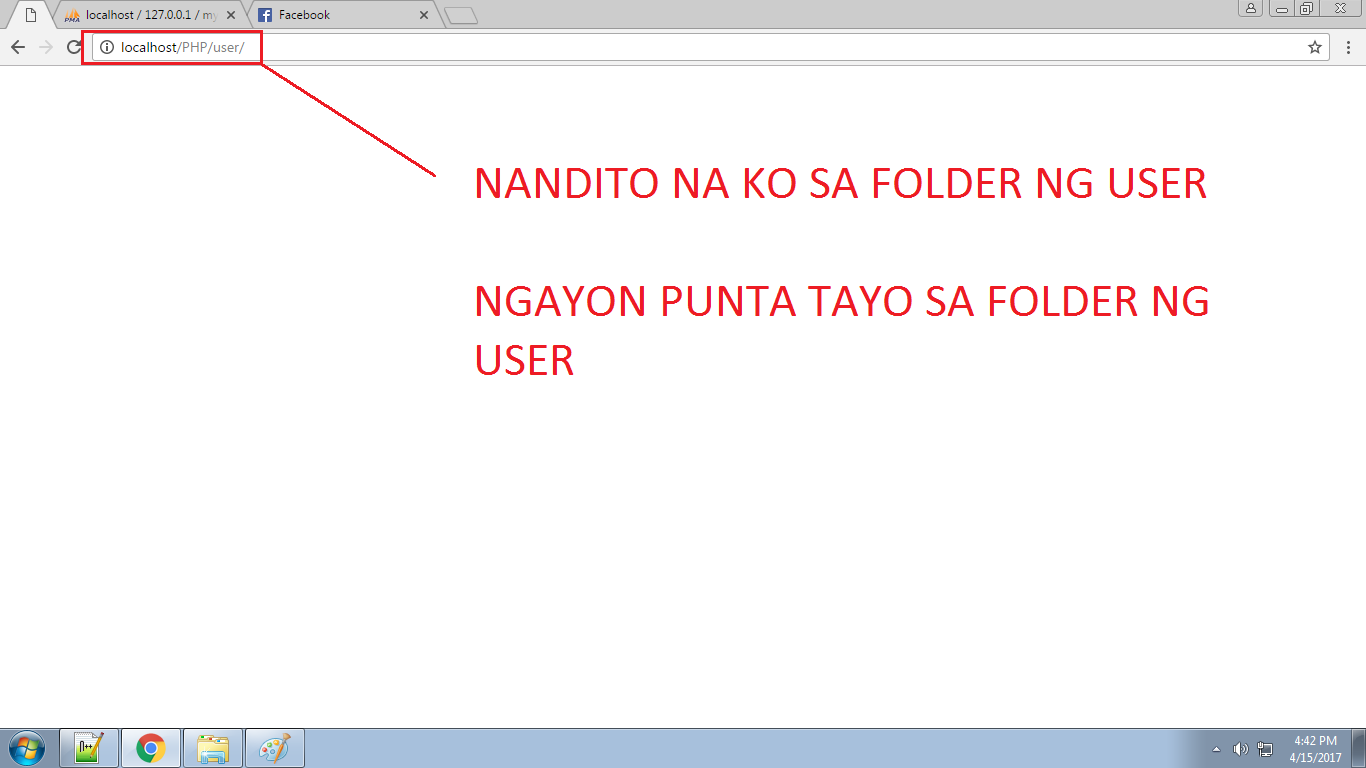 localhost / 127.0.0.1 / my
Facebook
localhost/PHP/user/
NANDITO NA KO SA FOLDER NG USER
NGAYON PUNTA TAYO SA FOLDER NG
USER
4:42 PM
4/15/2017